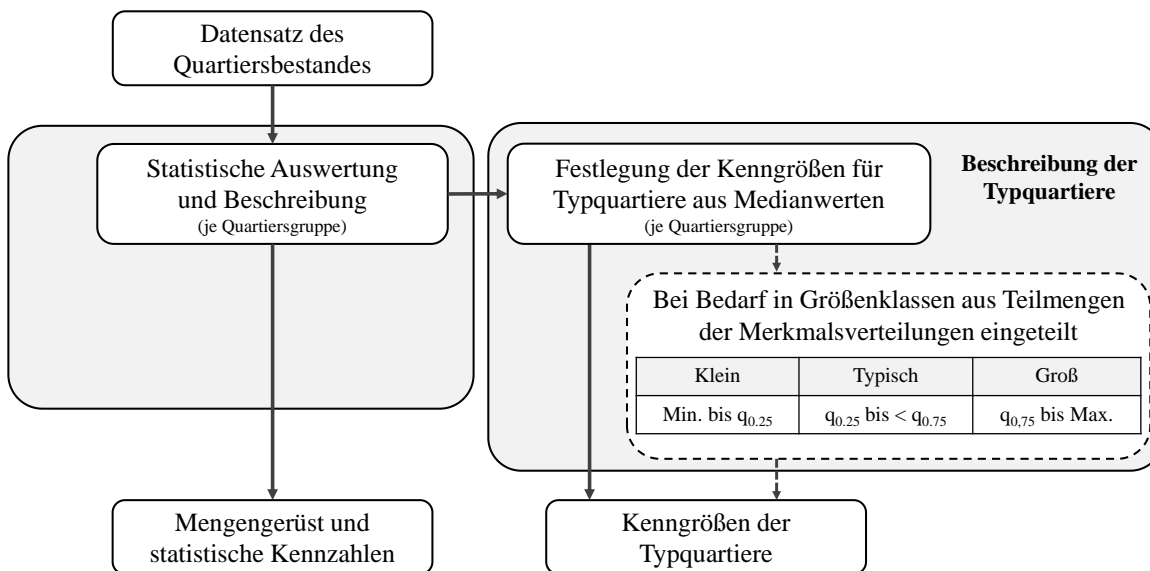 Datensatz des
Quartiersbestandes
Statistische Auswertung
und Beschreibung
(je Quartiersgruppe)
Festlegung der Kenngrößen für
Typquartiere aus Medianwerten
(je Quartiersgruppe)
Beschreibung der
Typquartiere
Bei Bedarf in Größenklassen aus Teilmengen
der Merkmalsverteilungen eingeteilt
Klein Typisch Groß
Min. bis q0.25 q0.25 bis < q0.75 q0,75 bis Max.
Mengengerüst und
statistische Kennzahlen
Kenngrößen der
Typquartiere